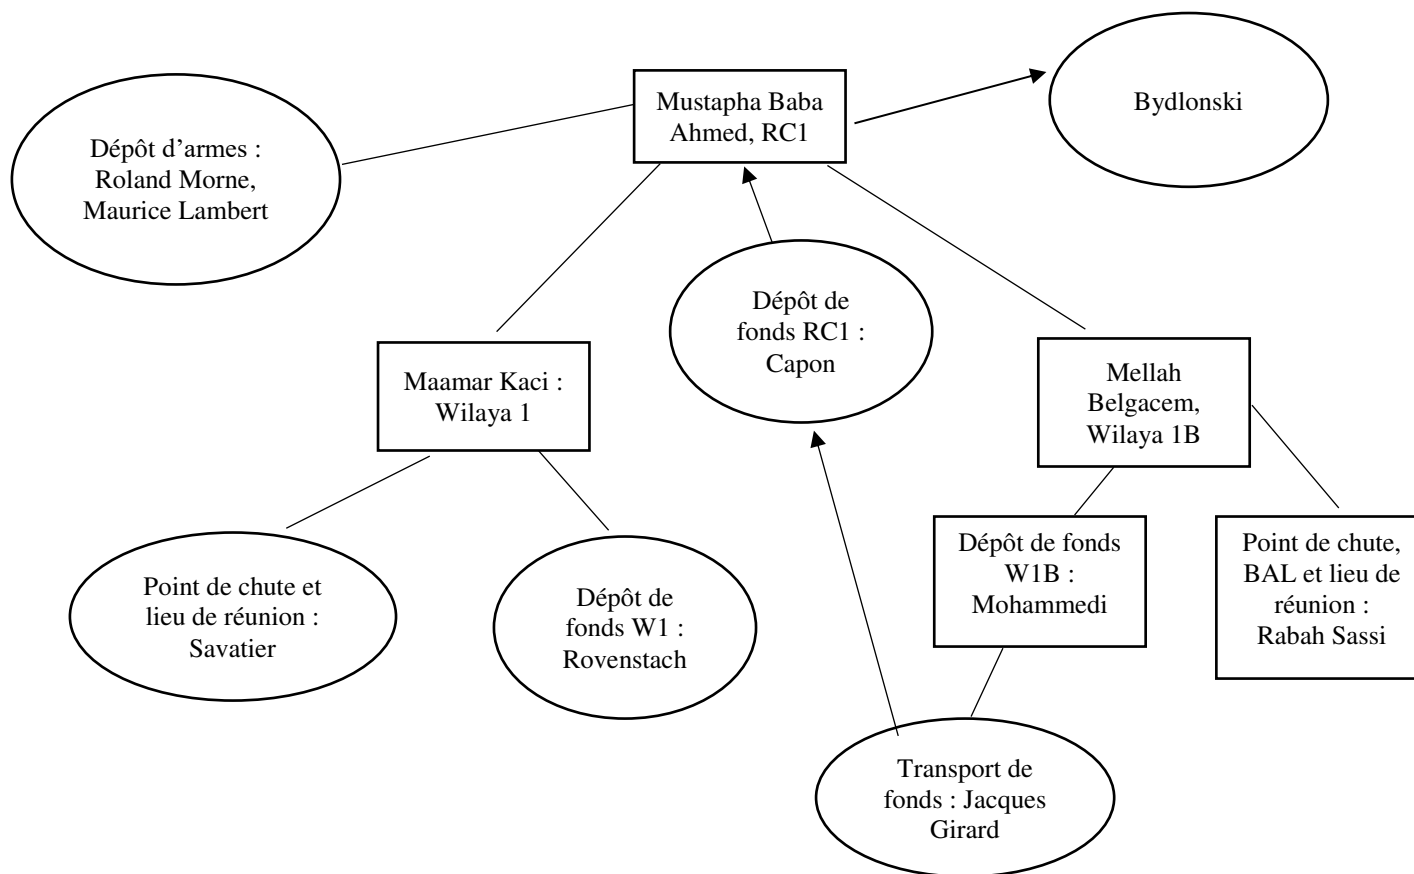 Mustapha Baba
Ahmed, RC1
Bydlonski
Dépôt d’armes :
Roland Morne,
Maurice Lambert
Dépôt de
fonds RC1 :
Capon
Maamar Kaci :
Wilaya 1
Mellah
Belgacem,
Wilaya 1B
Point de chute et
lieu de réunion :
Savatier
Dépôt de
fonds W1 :
Rovenstach
Dépôt de fonds
W1B :
Mohammedi
Point de chute,
BAL et lieu de
réunion :
Rabah Sassi
Transport de
fonds : Jacques
Girard